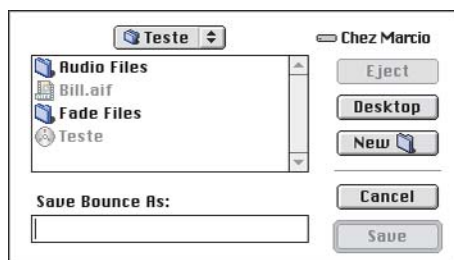 Teste
Chez Marcio
Audio Files
Bill.aif
Fade Files
Teste
Eject
Desktop
New
Save Bounce As:
Cancel
Save